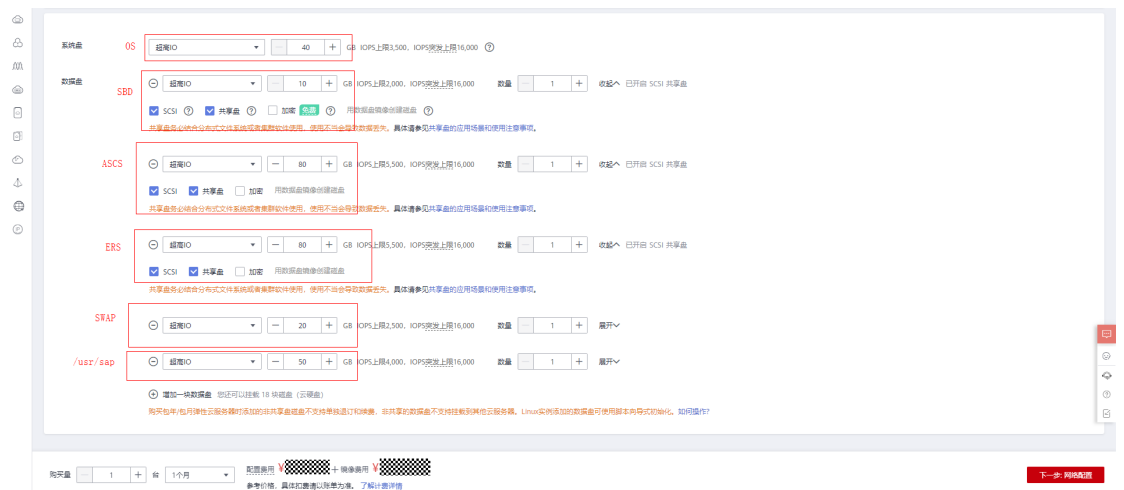 系统盘 OS 超高IO 40 + GB IOPS上限3,500, IOPS突发上限16,000
数据盘 SBD 超高IO 10 + GB IOPS上限2,000, IOPS突发上限16,000 数量 1 + 收起 已开启 SCSI 共享盘
SCSI 共享盘 加密 免费 用数据盘镜像创建磁盘
共享盘务必结合分布式文件系统或者集群软件使用，使用不当会导致数据丢失。具体请参见共享盘的应用场景和使用注意事项。
ASCS 超高IO - 80 + GB IOPS上限5,500, IOPS突发上限16,000 数量 1 + 收起 已开启 SCSI 共享盘
SCSI 共享盘 加密 用数据盘镜像创建磁盘
共享盘务必结合分布式文件系统或者集群软件使用，使用不当会导致数据丢失。具体请参见共享盘的应用场景和使用注意事项。
ERS 超高IO - 80 + GB IOPS上限5,500, IOPS突发上限16,000 数量 1 + 收起 已开启 SCSI 共享盘
SCSI 共享盘 加密 用数据盘镜像创建磁盘
共享盘务必结合分布式文件系统或者集群软件使用，使用不当会导致数据丢失。具体请参见共享盘的应用场景和使用注意事项。
SWAP 超高IO - 20 + GB IOPS上限2,500, IOPS突发上限16,000 数量 1 + 展开
/usr/sap 超高IO - 50 + GB IOPS上限4,000, IOPS突发上限16,000 数量 1 + 展开
增加一块数据盘 您还可以挂载 18 块磁盘（云硬盘）
购买包年/包月弹性云服务器时添加的非共享盘磁盘不支持单独退订和续费，非共享的数据盘不支持挂载到其他云服务器。Linux实例添加的数据盘可使用脚本向导式初始化。如何操作?
购买量 1 + 台 1个月 配置费用 ¥ + 镜像费用 ¥ 下一步: 网络配置
参考价格，具体扣费请以账单为准。 了解计费详情